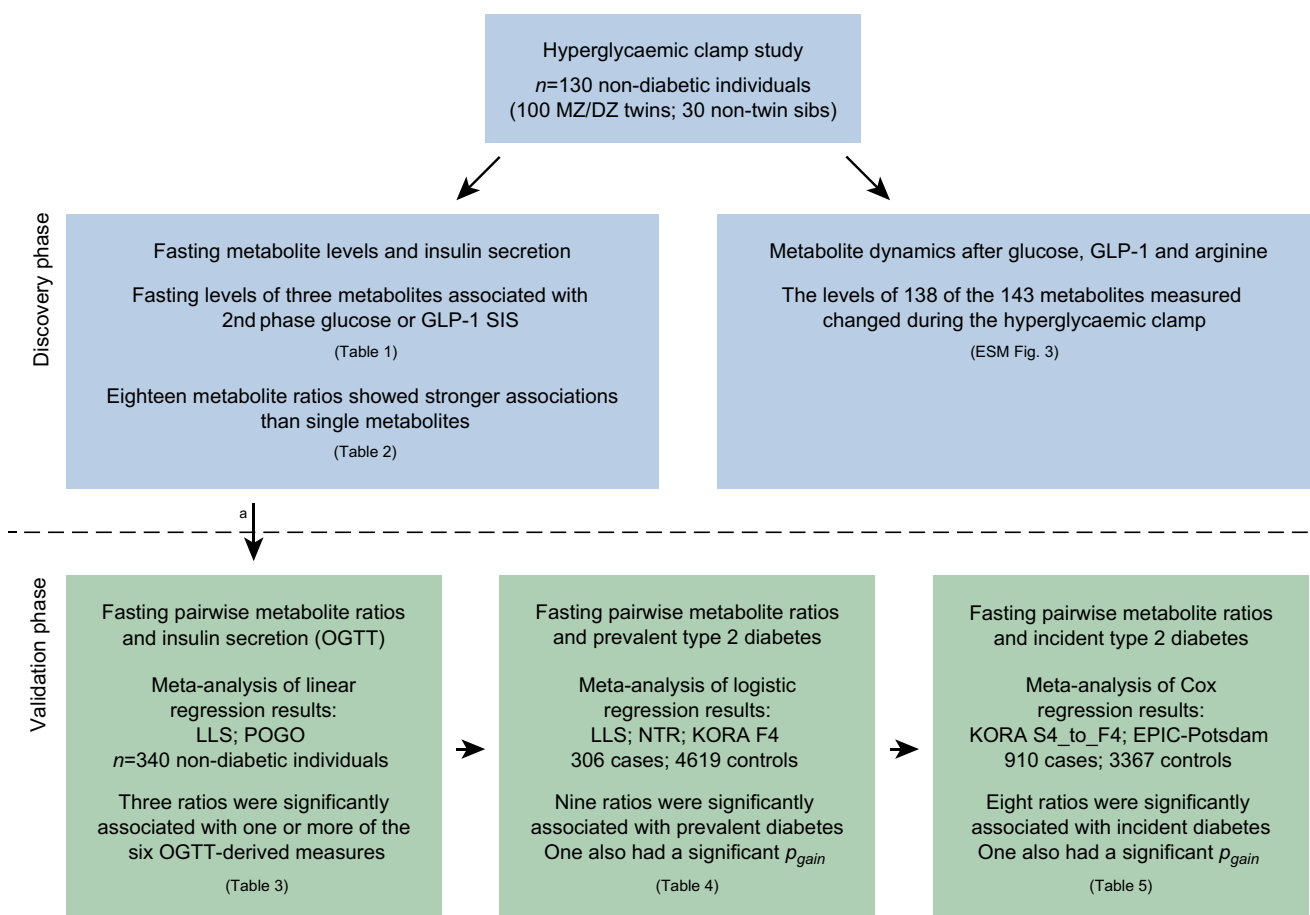 Hyperglycaemic clamp study
n=130 non-diabetic individuals
(100 MZ/DZ twins; 30 non-twin sibs)
Discovery phase
Fasting metabolite levels and insulin secretion
Fasting levels of three metabolites associated with
2nd phase glucose or GLP-1 SIS
(Table 1)
Eighteen metabolite ratios showed stronger associations
than single metabolites
(Table 2)
Metabolite dynamics after glucose, GLP-1 and arginine
The levels of 138 of the 143 metabolites measured
changed during the hyperglycaemic clamp
(ESM Fig. 3)
a
Validation phase
Fasting pairwise metabolite ratios
and insulin secretion (OGTT)
Meta-analysis of linear
regression results:
LLS; POGO
n=340 non-diabetic individuals
Three ratios were significantly
associated with one or more of the
six OGTT-derived measures
(Table 3)
Fasting pairwise metabolite ratios
and prevalent type 2 diabetes
Meta-analysis of logistic
regression results:
LLS; NTR; KORA F4
306 cases; 4619 controls
Nine ratios were significantly
associated with prevalent diabetes
One also had a significant p_gain
(Table 4)
Fasting pairwise metabolite ratios
and incident type 2 diabetes
Meta-analysis of Cox
regression results:
KORA S4_to_F4; EPIC-Potsdam
910 cases; 3367 controls
Eight ratios were significantly
associated with incident diabetes
One also had a significant p_gain
(Table 5)